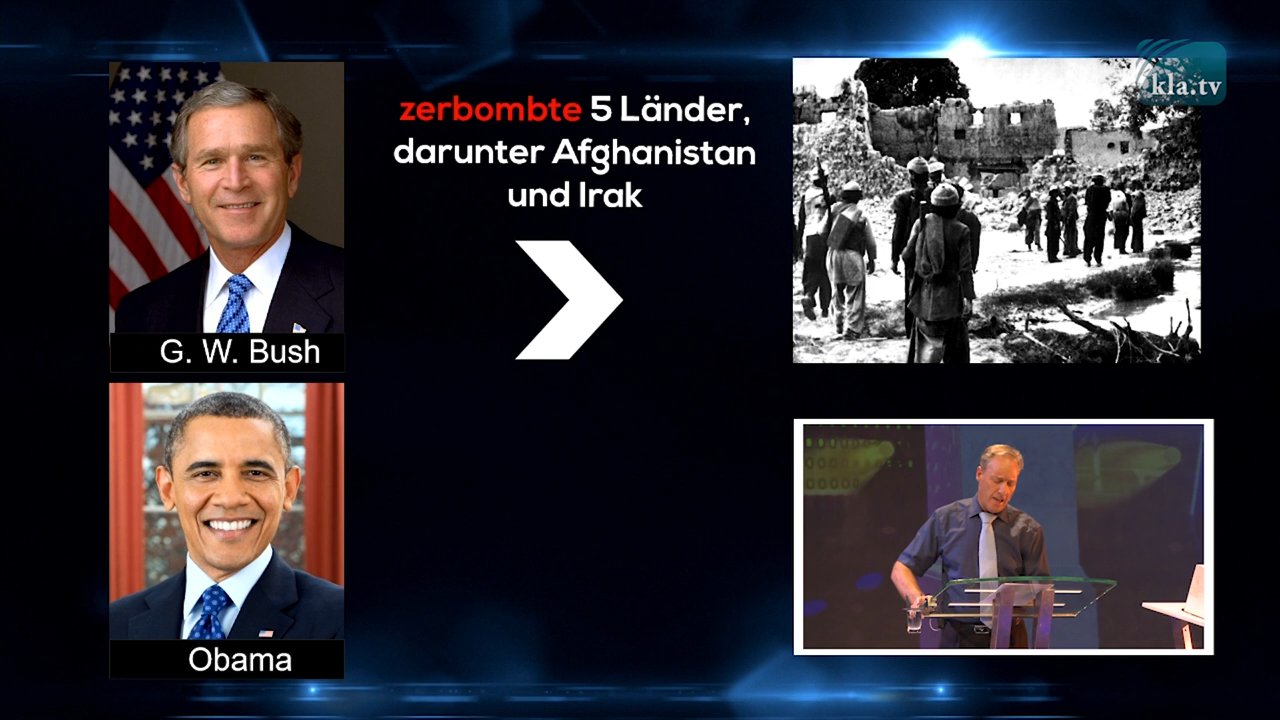 kla.tv
zerbombte 5 Länder,
darunter Afghanistan
und Irak
G. W. Bush
Obama